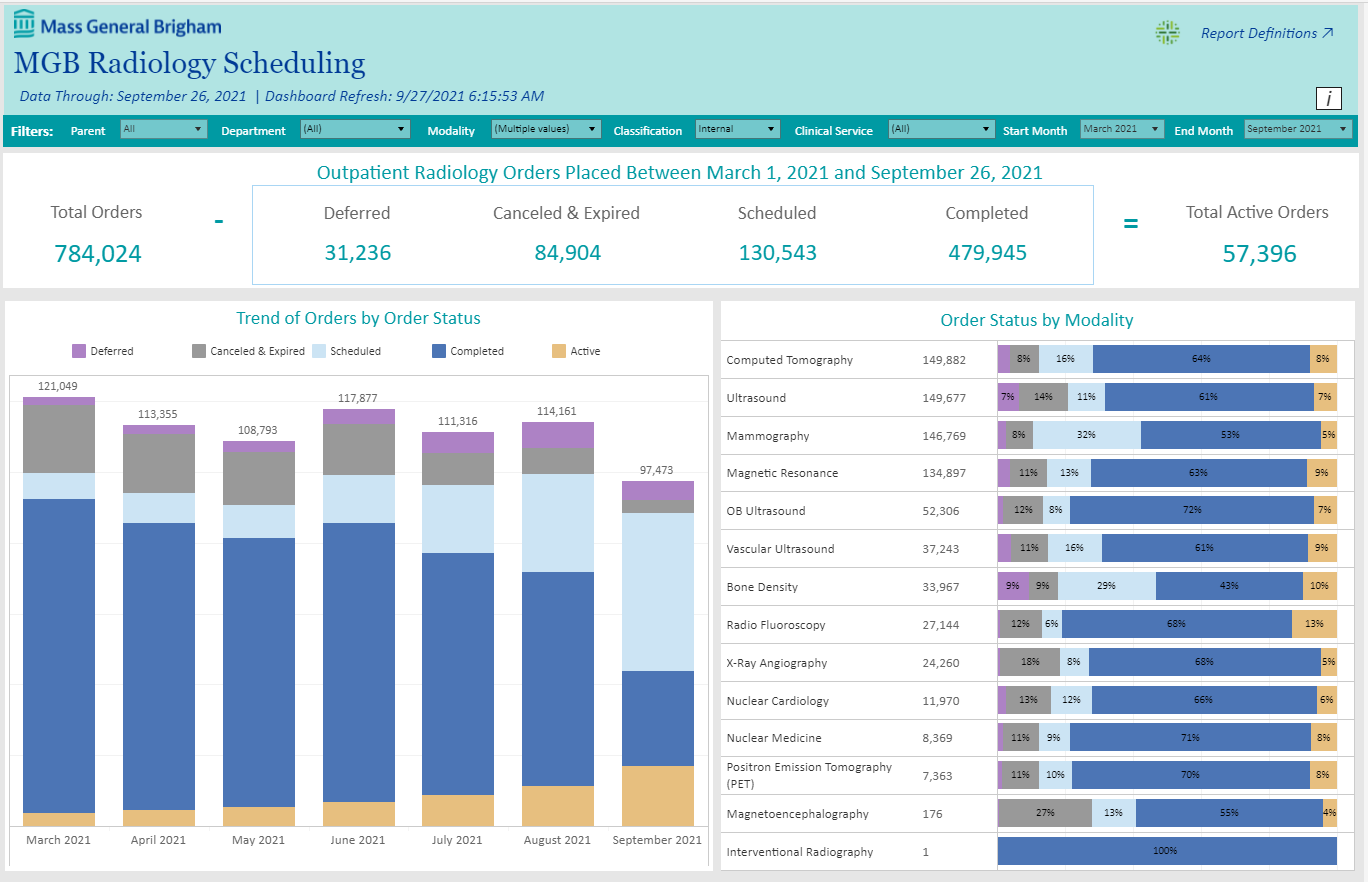 Mass General Brigham
MGB Radiology Scheduling
Data Through: September 26, 2021 | Dashboard Refresh: 9/27/2021 6:15:53 AM
Report Definitions ↗
i
Filters: Parent (All) Department (All) Modality (Multiple values) Classification Internal Clinical Service (All) Start Month March 2021 End Month September 2021
Outpatient Radiology Orders Placed Between March 1, 2021 and September 26, 2021
Total Orders
784,024
-
Deferred Canceled & Expired Scheduled Completed
31,236 84,904 130,543 479,945
=
Total Active Orders
57,396
Trend of Orders by Order Status
Deferred Canceled & Expired Scheduled Completed Active
121,049
113,355
108,793
117,877
111,316
114,161
97,473
March 2021 April 2021 May 2021 June 2021 July 2021 August 2021 September 2021
Order Status by Modality
Computed Tomography 149,882 8% 16% 64% 8%
Ultrasound 149,677 7% 14% 11% 61% 7%
Mammography 146,769 8% 32% 53% 5%
Magnetic Resonance 134,897 11% 13% 63% 9%
OB Ultrasound 52,306 12% 8% 72% 7%
Vascular Ultrasound 37,243 11% 16% 61% 9%
Bone Density 33,967 9% 9% 29% 43% 10%
Radio Fluoroscopy 27,144 12% 6% 68% 13%
X-Ray Angiography 24,260 18% 8% 68% 5%
Nuclear Cardiology 11,970 13% 12% 66% 6%
Nuclear Medicine 8,369 11% 9% 71% 8%
Positron Emission Tomography
(PET) 7,363 11% 10% 70% 8%
Magnetoencephalography 176 27% 13% 55% 4%
Interventional Radiography 1 100%